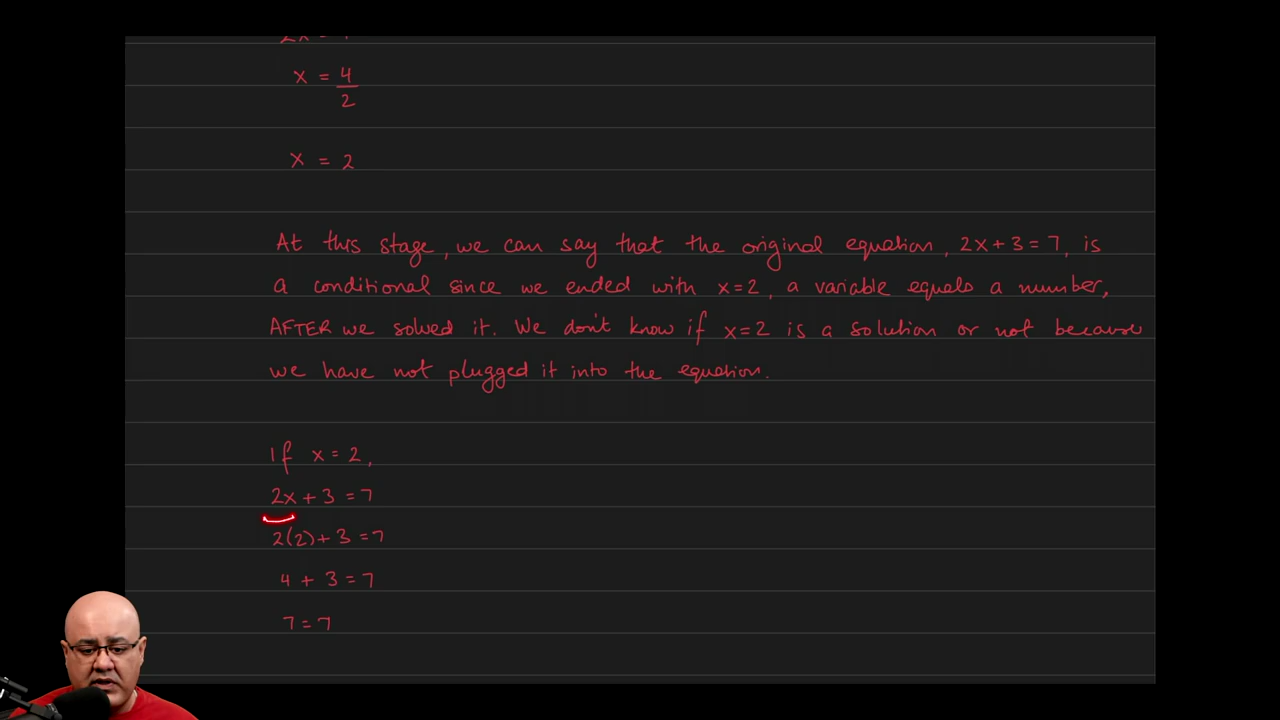 x = 4/2
x = 2
At this stage, we can say that the original equation, 2x + 3 = 7, is
a conditional since we ended with x=2, a variable equals a number,
AFTER we solved it. We don't know if x=2 is a solution or not because
we have not plugged it into the equation.
If x = 2,
2x + 3 = 7
2(2) + 3 = 7
4 + 3 = 7
7 = 7